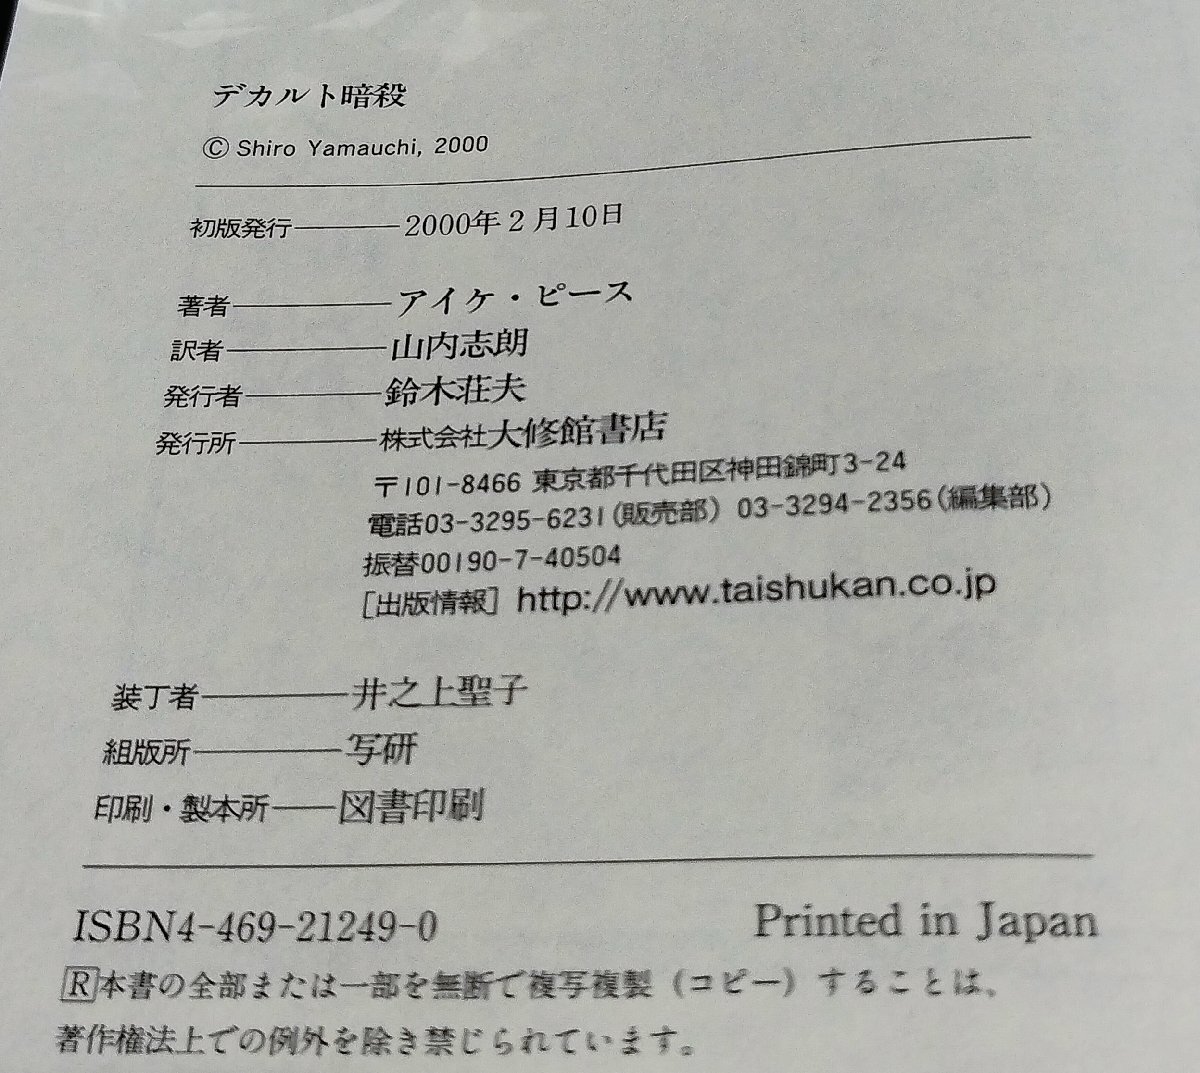 デカルト暗殺
© Shiro Yamauchi, 2000
初版発行――2000年2月10日
著者――アイケ・ピース
訳者――山内志朗
発行者――鈴木荘夫
発行所――株式会社大修館書店
〒101-8466 東京都千代田区神田錦町3-24
電話03-3295-6231(販売部) 03-3294-2356(編集部)
振替00190-7-40504
[出版情報] http://www.taishukan.co.jp
装丁者――井之上聖子
組版所――写研
印刷・製本所――図書印刷
ISBN4-469-21249-0 Printed in Japan
R本書の全部または一部を無断で複写複製(コピー)することは、
著作権法上での例外を除き禁じられています。